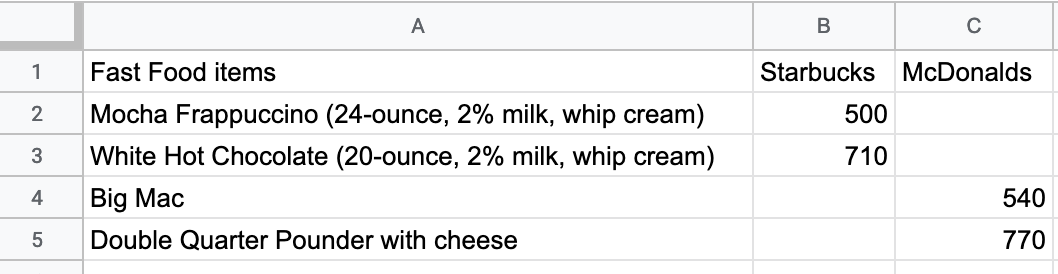 A B C
1 Fast Food items Starbucks McDonalds
2 Mocha Frappuccino (24-ounce, 2% milk, whip cream) 500
3 White Hot Chocolate (20-ounce, 2% milk, whip cream) 710
4 Big Mac 540
5 Double Quarter Pounder with cheese 770